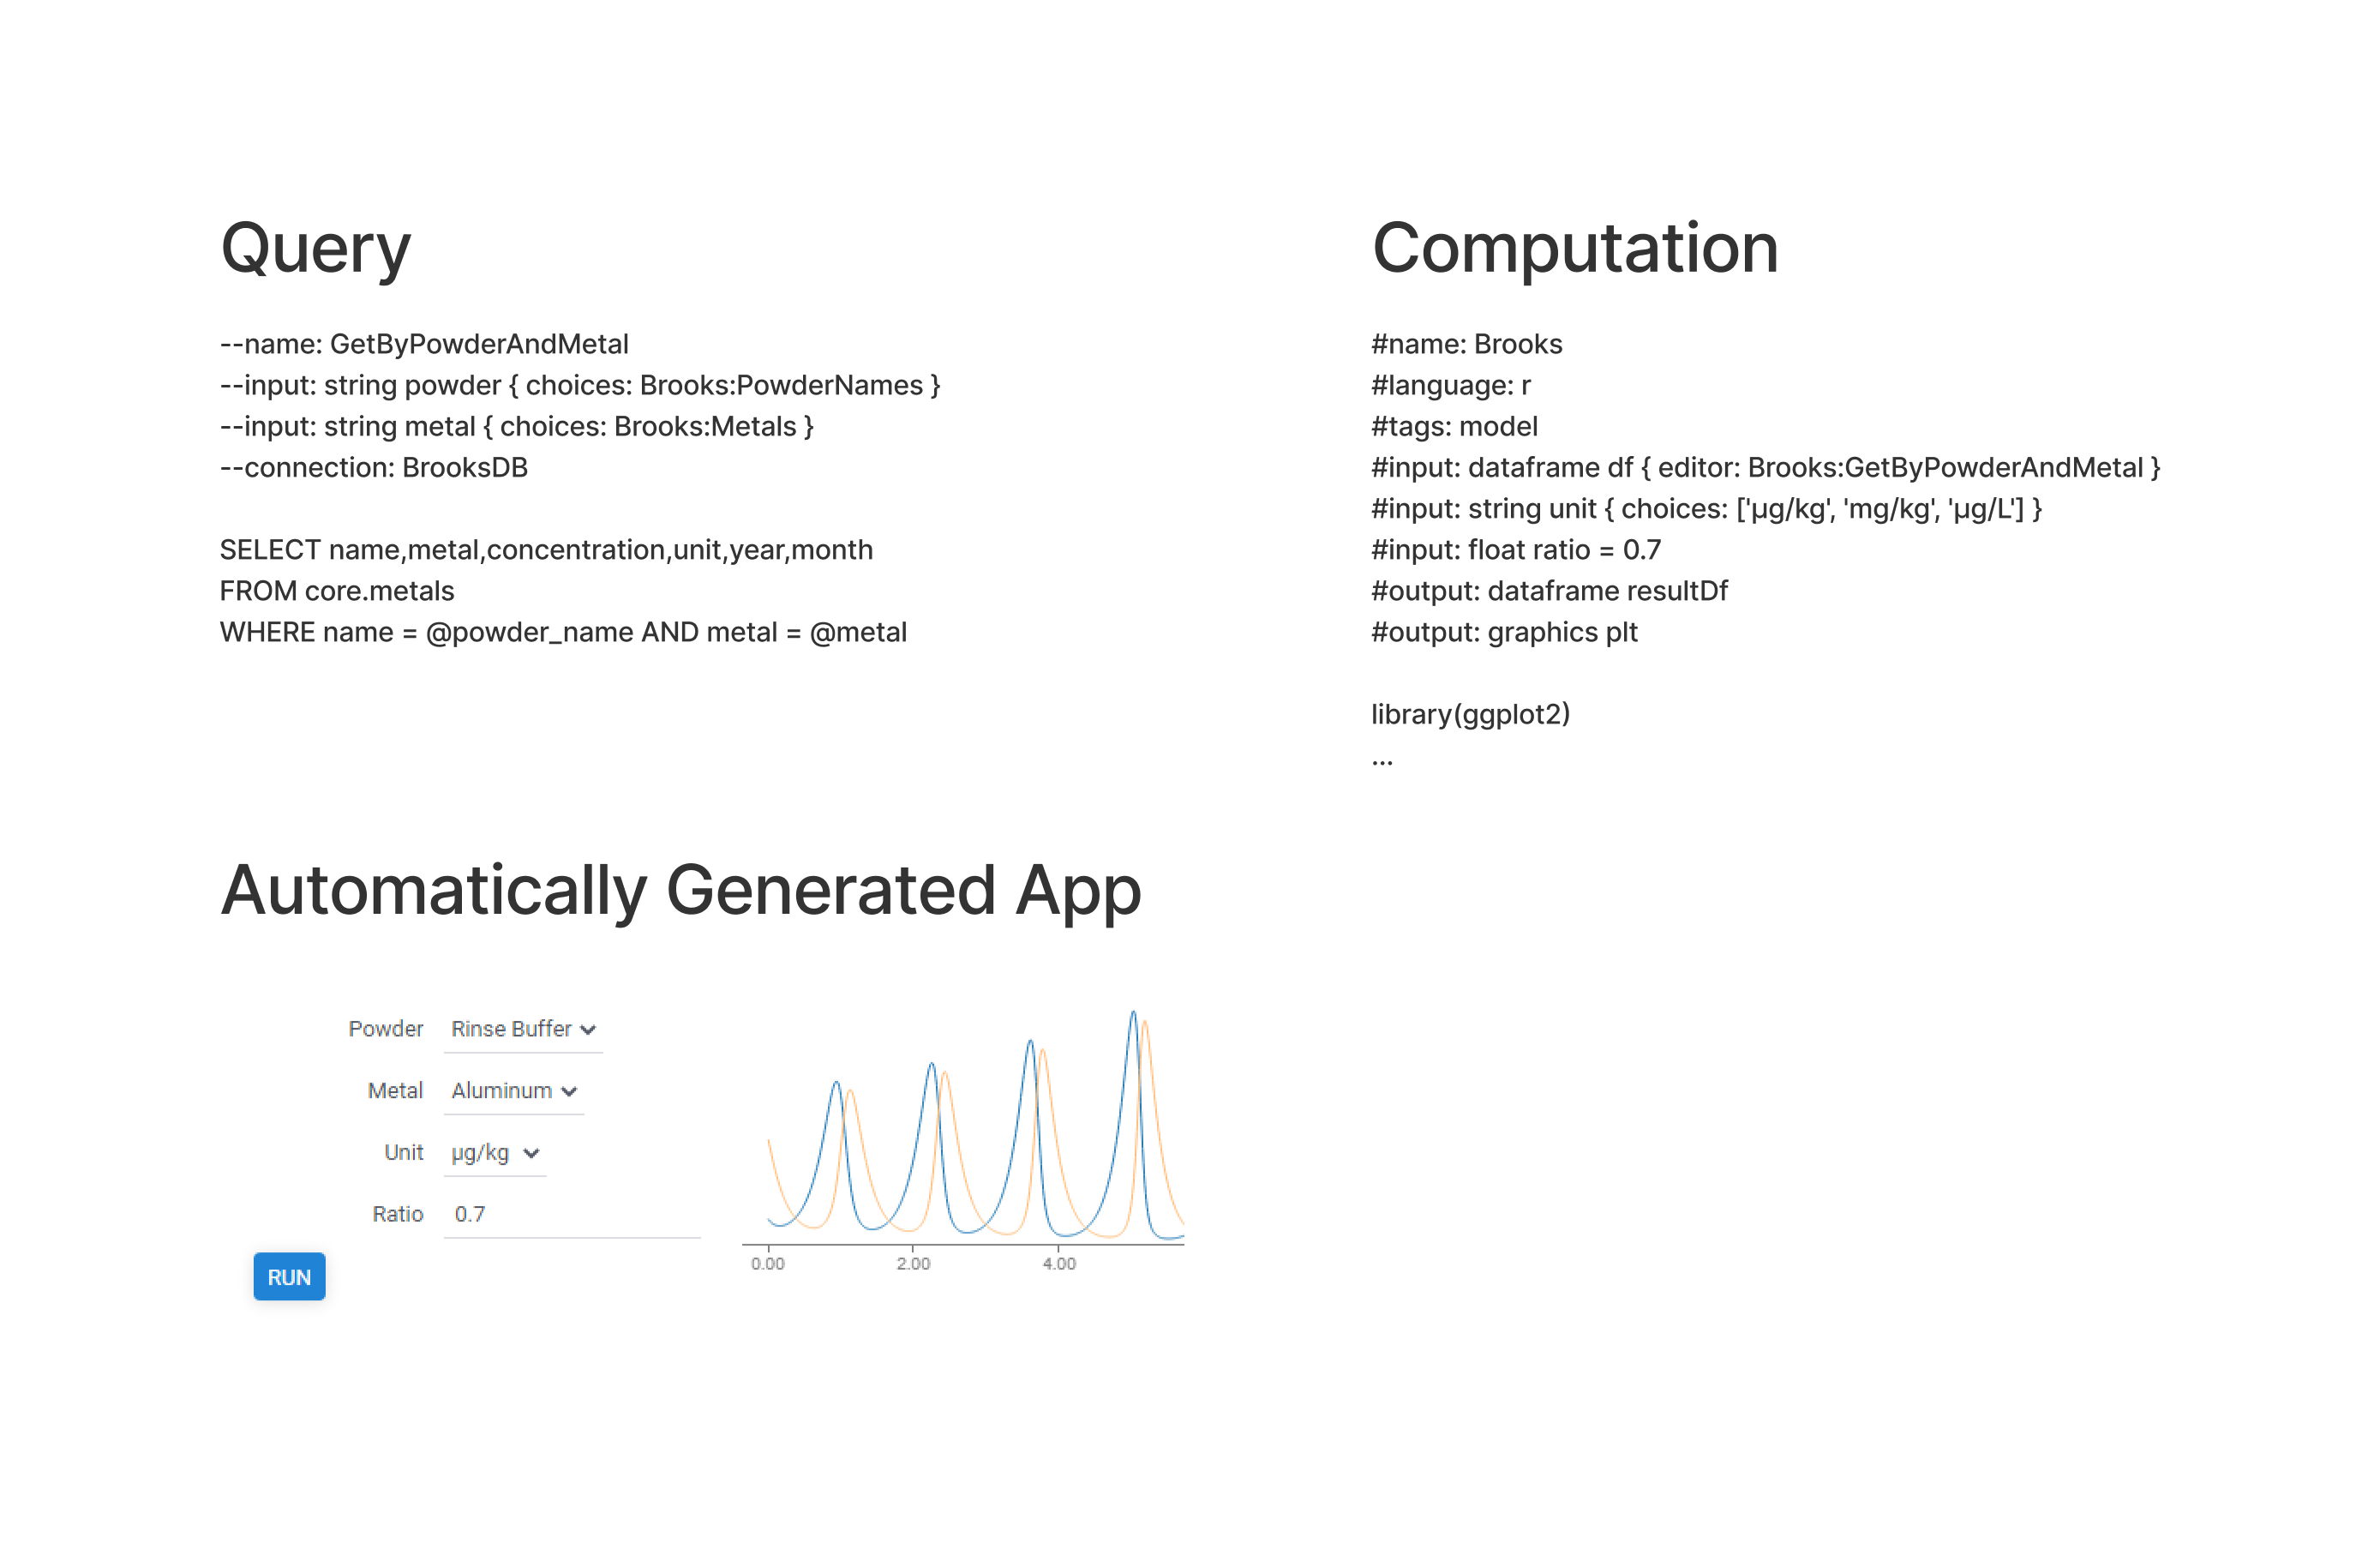 Query
--name: GetByPowderAndMetal
--input: string powder { choices: Brooks:PowderNames }
--input: string metal { choices: Brooks:Metals }
--connection: BrooksDB
SELECT name,metal,concentration,unit,year,month
FROM core.metals
WHERE name = @powder_name AND metal = @metal
Computation
#name: Brooks
#language: r
#tags: model
#input: dataframe df { editor: Brooks:GetByPowderAndMetal }
#input: string unit { choices: ['µg/kg', 'mg/kg', 'µg/L'] }
#input: float ratio = 0.7
#output: dataframe resultDf
#output: graphics plt
library(ggplot2)
...
Automatically Generated App
Powder Rinse Buffer
Metal Aluminum
Unit µg/kg
Ratio 0.7
RUN
0.00 2.00 4.00